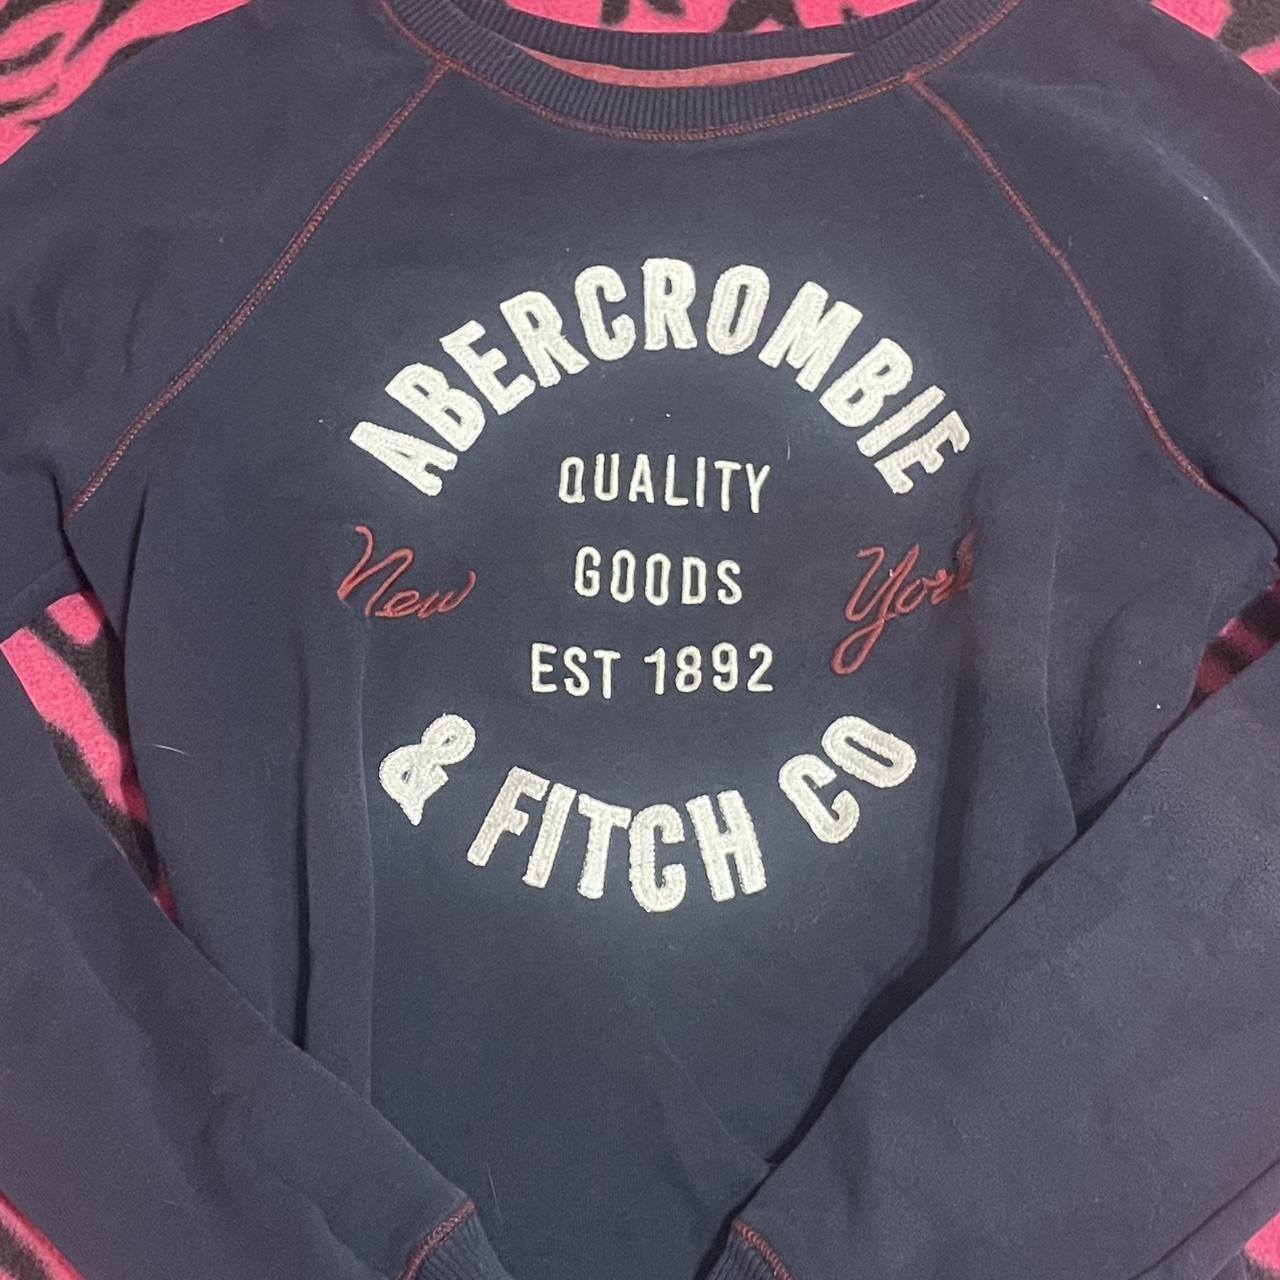 ABERCROMBIE
QUALITY
GOODS
New York
EST 1892
& FITCH CO